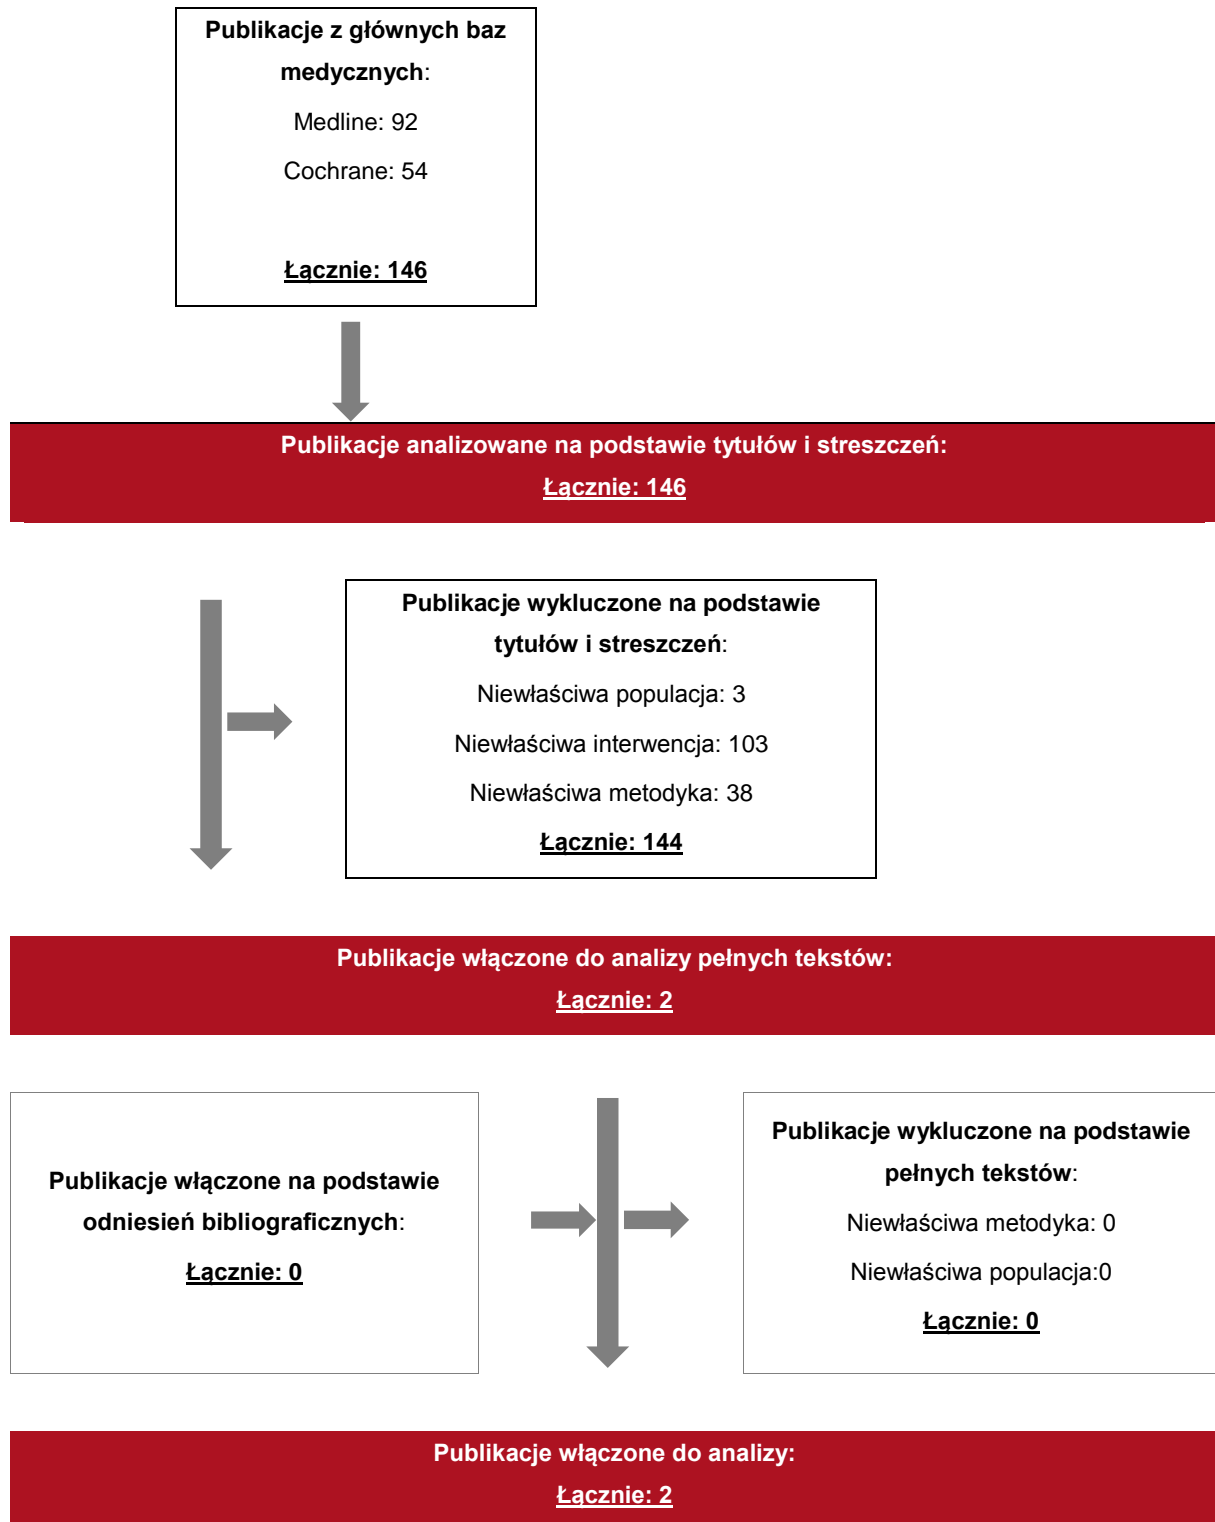 Publikacje z głównych baz
medycznych:
Medline: 92
Cochrane: 54
Łącznie: 146
Publikacje analizowane na podstawie tytułów i streszczeń:
Łącznie: 146
Publikacje wykluczone na podstawie
tytułów i streszczeń:
Niewłaściwa populacja: 3
Niewłaściwa interwencja: 103
Niewłaściwa metodyka: 38
Łącznie: 144
Publikacje włączone do analizy pełnych tekstów:
Łącznie: 2
Publikacje włączone na podstawie
odniesień bibliograficznych:
Łącznie: 0
Publikacje wykluczone na podstawie
pełnych tekstów:
Niewłaściwa metodyka: 0
Niewłaściwa populacja:0
Łącznie: 0
Publikacje włączone do analizy:
Łącznie: 2